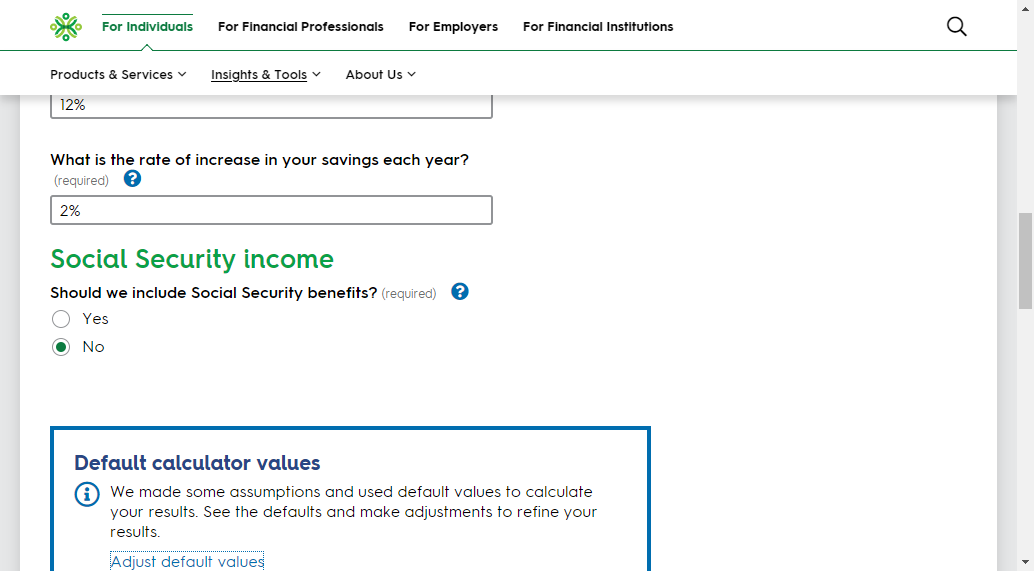 For Individuals For Financial Professionals For Employers For Financial Institutions
Products & Services Insights & Tools About Us
12%
What is the rate of increase in your savings each year?
(required) ?
2%
Social Security income
Should we include Social Security benefits? (required) ?
Yes
No
Default calculator values
We made some assumptions and used default values to calculate
your results. See the defaults and make adjustments to refine your
results.
Adjust default values